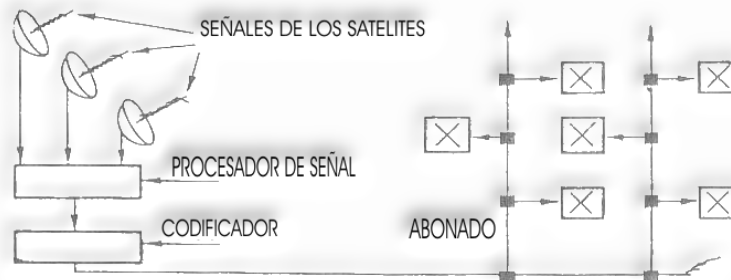 SEÑALES DE LOS SATELITES
PROCESADOR DE SEÑAL
CODIFICADOR
ABONADO